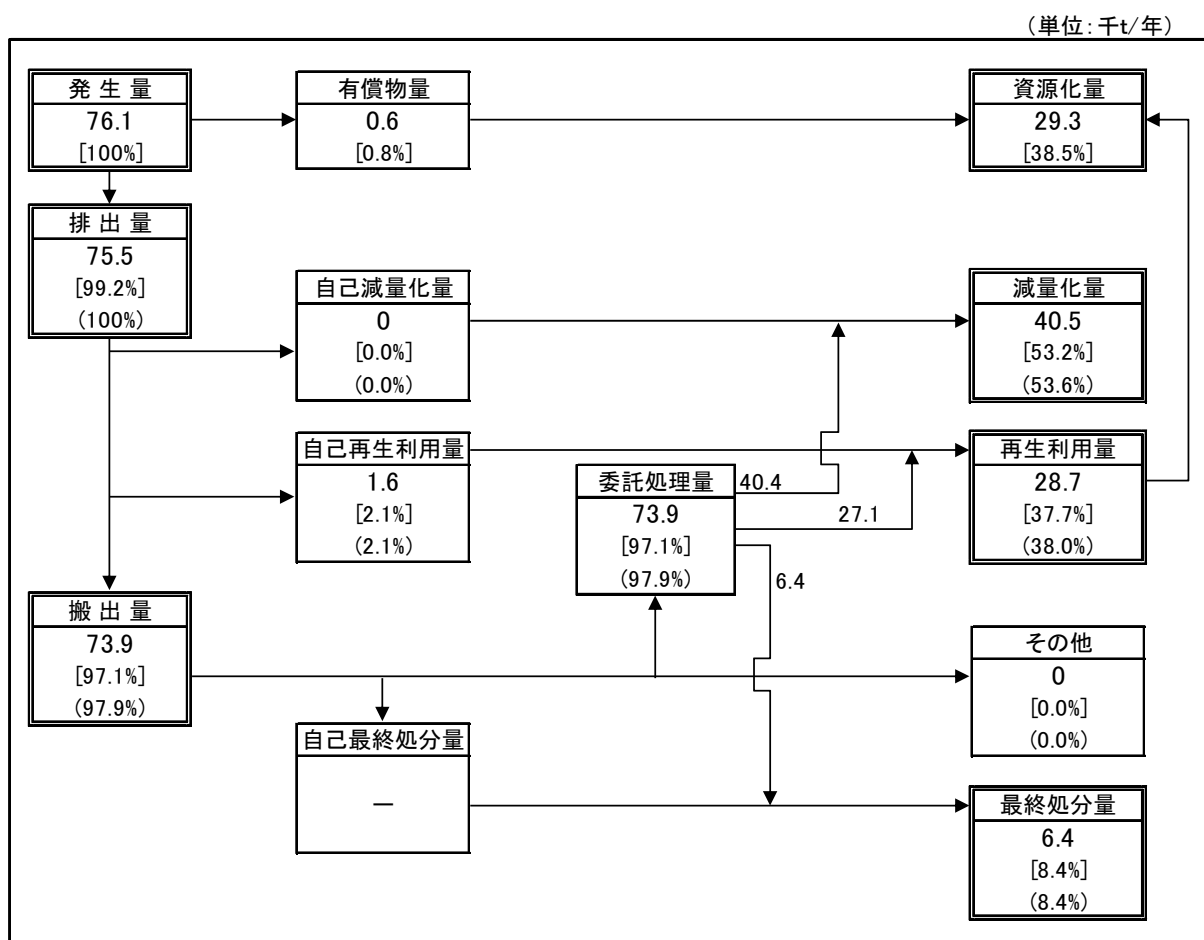 （単位：千t/年）
発 生 量
76.1
[100%]
有償物量
0.6
[0.8%]
資源化量
29.3
[38.5%]
排 出 量
75.5
[99.2%]
(100%)
自己減量化量
0
[0.0%]
(0.0%)
減量化量
40.5
[53.2%]
(53.6%)
自己再生利用量
1.6
[2.1%]
(2.1%)
委託処理量
73.9
[97.1%]
(97.9%)
40.4
27.1
6.4
再生利用量
28.7
[37.7%]
(38.0%)
搬 出 量
73.9
[97.1%]
(97.9%)
その他
0
[0.0%]
(0.0%)
自己最終処分量
－
最終処分量
6.4
[8.4%]
(8.4%)